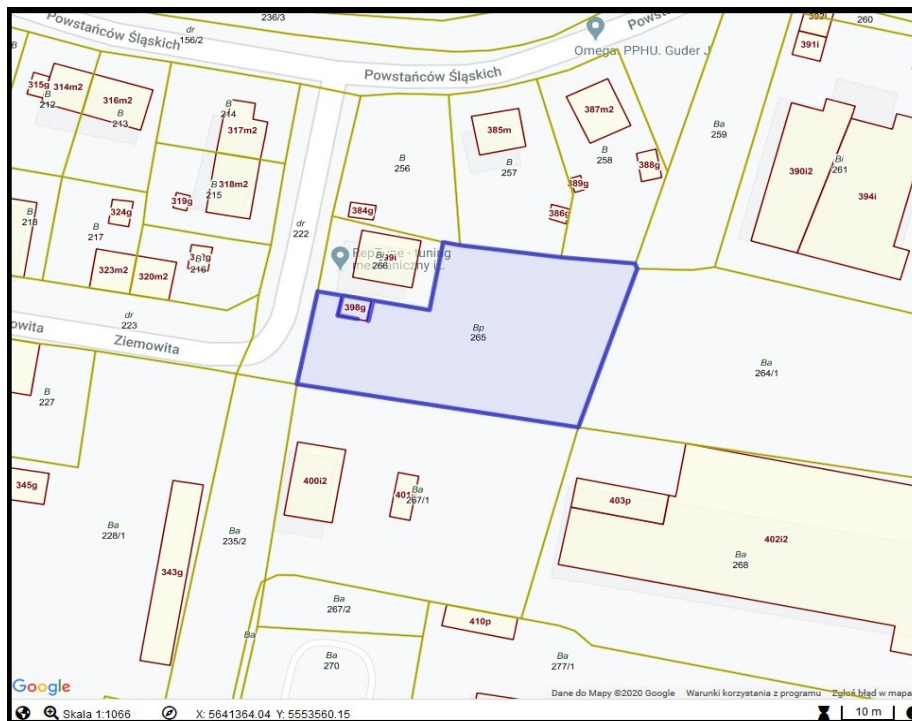 236/3
Powstańców Śląskich
dr
156/2
Powst
Omega. PPHU. Guder J
260
391i
Powstańców Śląskich
315g
314m2
B
212
316m2
B
213
B
214
317m2
318m2
B
215
319g
B
256
385m
B
257
387m2
B
258
388g
389g
386g
Ba
259
390i2
Bi
261
394i
B
218
B
217
324g
323m2
320m2
216
dr
222
384g
266
398g
Bp
265
Ba
264/1
dr
223
owita
Ziemowita
B
227
345g
Ba
228/1
343g
Ba
235/2
400i2
Ba
267/1
403p
402i2
Ba
268
Ba
267/2
Ba
Ba
270
410p
Ba
277/1
Google
Dane do Mapy ©2020 Google
Warunki korzystania z programu
Zgłoś błąd w mapa
Skala 1:1066
X: 5641364.04 Y: 5553560.15
10 m